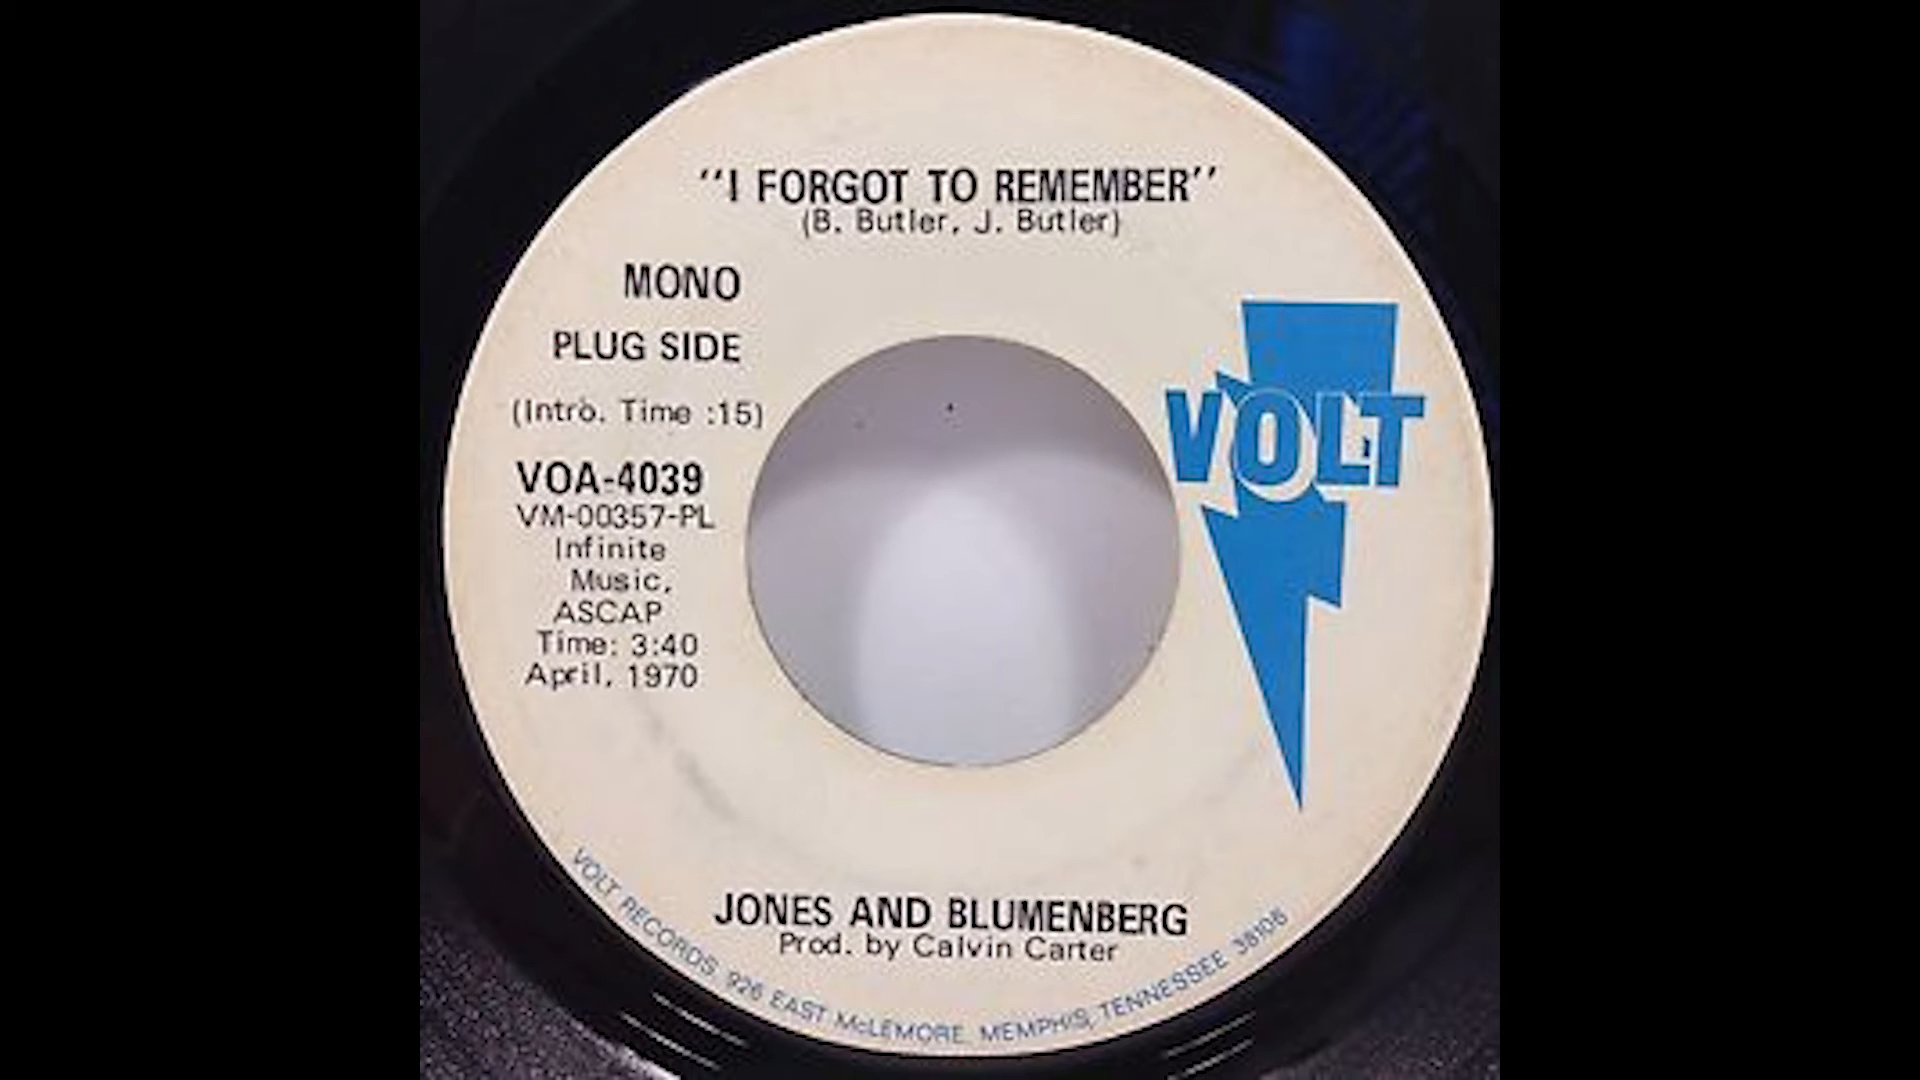 "I FORGOT TO REMEMBER"
(B. Butler, J. Butler)
MONO
PLUG SIDE
(Intro. Time :15)
VOA-4039
VM-00357-PL
Infinite
Music,
ASCAP
Time: 3:40
April, 1970
VOLT
JONES AND BLUMENBERG
Prod. by Calvin Carter
VOLT RECORDS, 926 EAST McLEMORE, MEMPHIS, TENNESSEE 38106